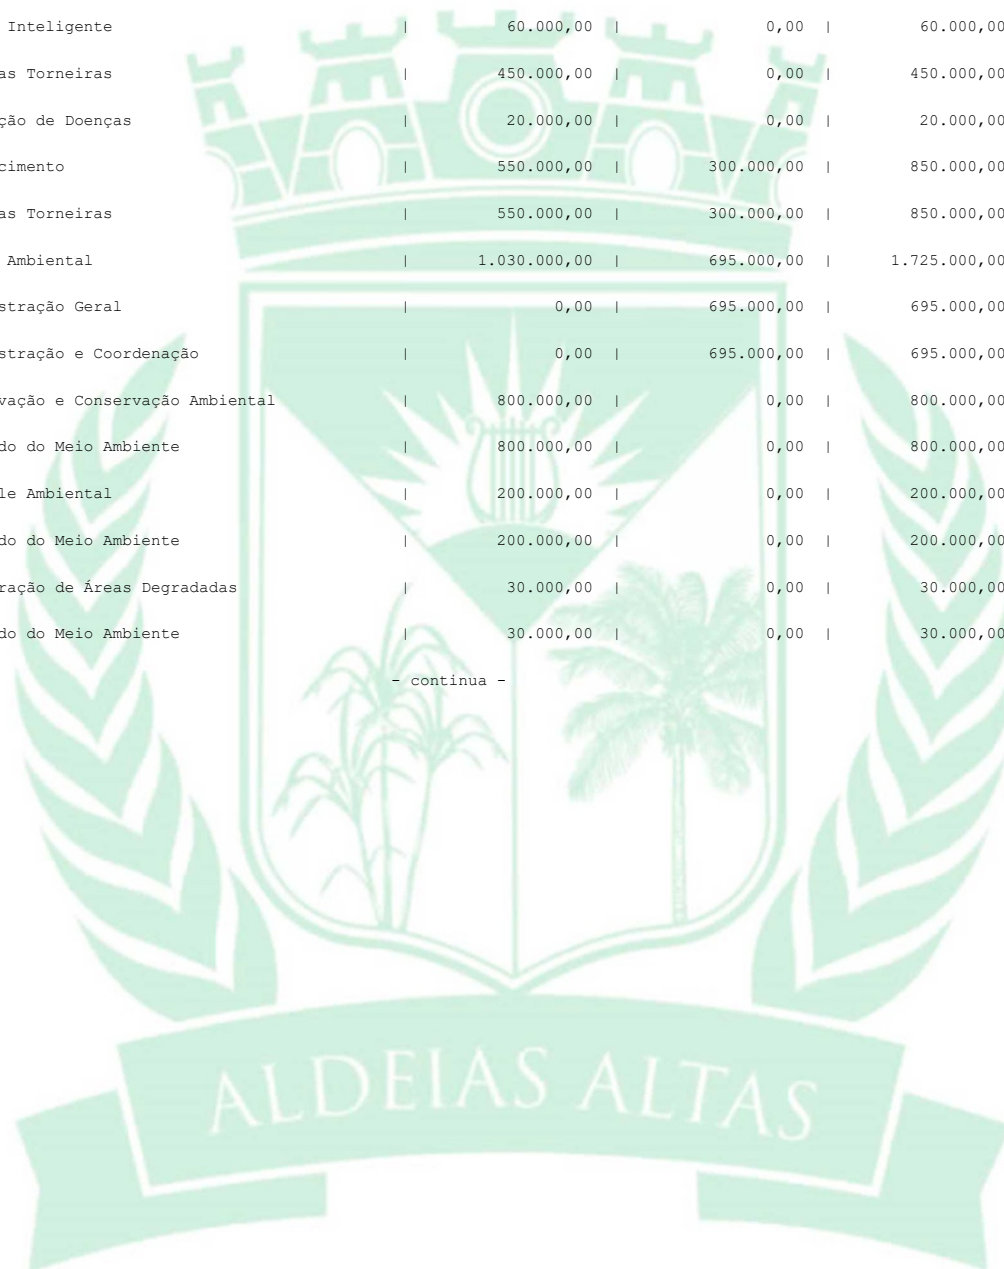 Inteligente | 60.000,00 | 0,00 | 60.000,00
as Torneiras | 450.000,00 | 0,00 | 450.000,00
ção de Doenças | 20.000,00 | 0,00 | 20.000,00
cimento | 550.000,00 | 300.000,00 | 850.000,00
as Torneiras | 550.000,00 | 300.000,00 | 850.000,00
Ambiental | 1.030.000,00 | 695.000,00 | 1.725.000,00
stração Geral | 0,00 | 695.000,00 | 695.000,00
stração e Coordenação | 0,00 | 695.000,00 | 695.000,00
vação e Conservação Ambiental | 800.000,00 | 0,00 | 800.000,00
do do Meio Ambiente | 800.000,00 | 0,00 | 800.000,00
le Ambiental | 200.000,00 | 0,00 | 200.000,00
do do Meio Ambiente | 200.000,00 | 0,00 | 200.000,00
ração de Áreas Degradadas | 30.000,00 | 0,00 | 30.000,00
do do Meio Ambiente | 30.000,00 | 0,00 | 30.000,00
- continua -
ALDEIAS ALTAS